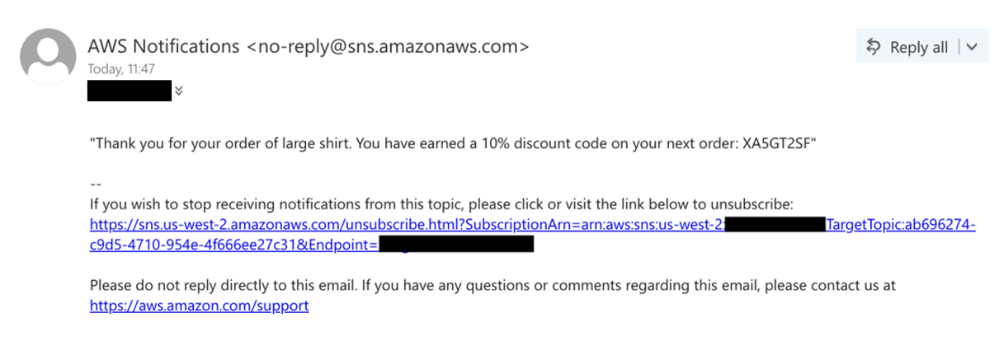 AWS Notifications <no-reply@sns.amazonaws.com>
Reply all
Today, 11:47
"Thank you for your order of large shirt. You have earned a 10% discount code on your next order: XA5GT2SF"
--
If you wish to stop receiving notifications from this topic, please click or visit the link below to unsubscribe:
https://sns.us-west-2.amazonaws.com/unsubscribe.html?SubscriptionArn=arn:aws:sns:us-west-2: TargetTopic:ab696274-
c9d5-4710-954e-4f666ee27c31&Endpoint=
Please do not reply directly to this email. If you have any questions or comments regarding this email, please contact us at
https://aws.amazon.com/support